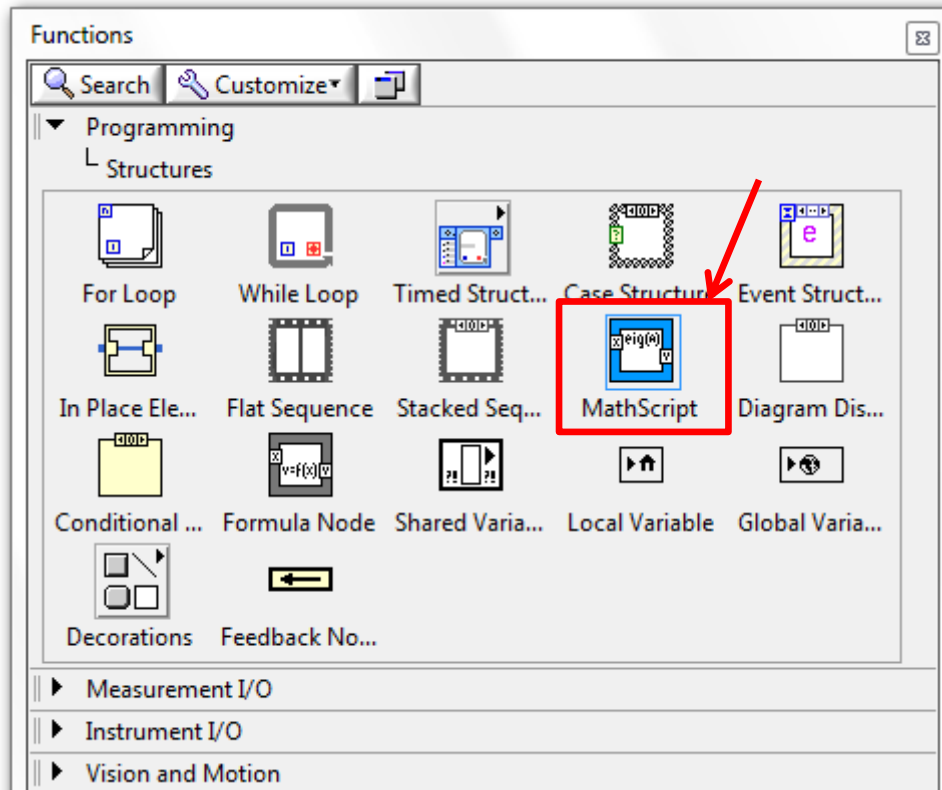 Functions
Search Customize
Programming
Structures
For Loop While Loop Timed Struct... Case Structure Event Struct...
eig(A)
In Place Ele... Flat Sequence Stacked Seq... MathScript Diagram Dis...
Conditional ... Formula Node Shared Varia... Local Variable Global Varia...
Decorations Feedback No...
Measurement I/O
Instrument I/O
Vision and Motion